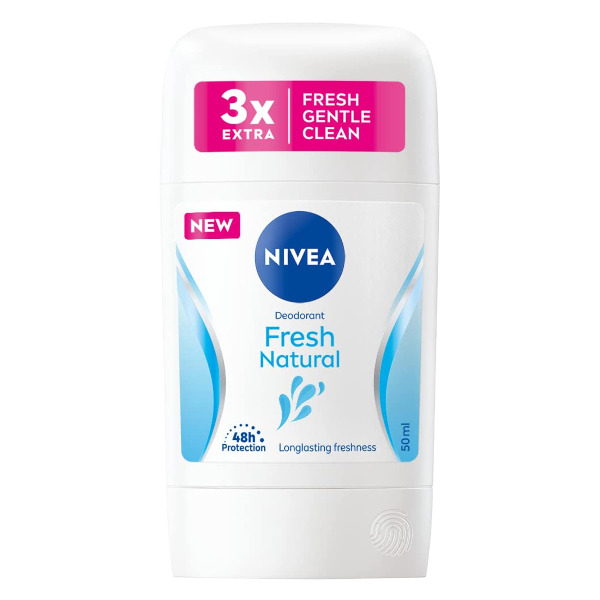 3x
EXTRA
FRESH
GENTLE
CLEAN
NEW
NIVEA
Deodorant
Fresh
Natural
48h
Protection
Longlasting freshness
50 ml